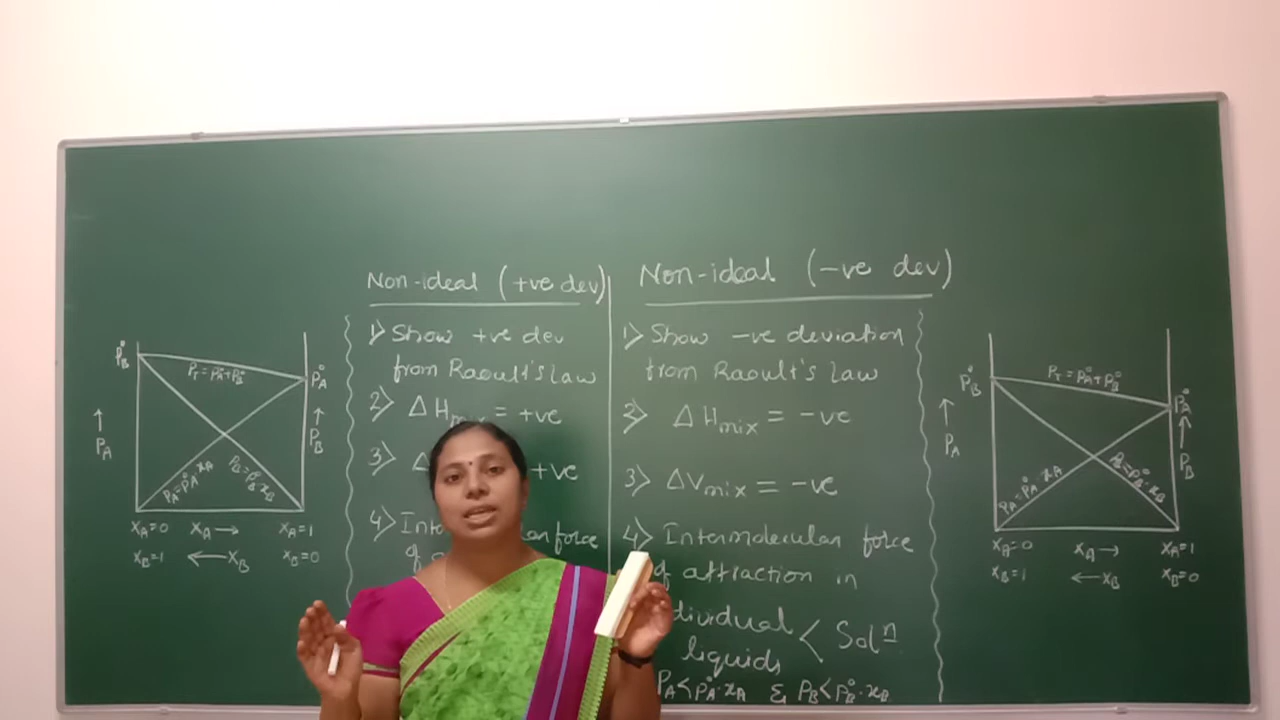 P°B
PT = P°A + P°B
P°A
↑
PA
↑
PB
PA = P°A · xA
PB = P°B · xB
xA=0 xA → xA=1
xB=1 ← xB xB=0
Non-ideal (+ve dev)
1) Show +ve dev
from Raoult's law
2) ΔHmix = +ve
3) Δ +ve
4)
Non-ideal (-ve dev)
1) Show -ve deviation
from Raoult's law
2) ΔHmix = -ve
3) ΔVmix = -ve
4) Intermolecular force
of attraction in
liquids < Solⁿ
PA < P°A · xA & PB < P°B · xB
P°B
PT = P°A + P°B
P°A
↑
PA
↑
PB
PA = P°A · xA
PB = P°B · xB
xA=0 xA → xA=1
xB=1 ← xB xB=0